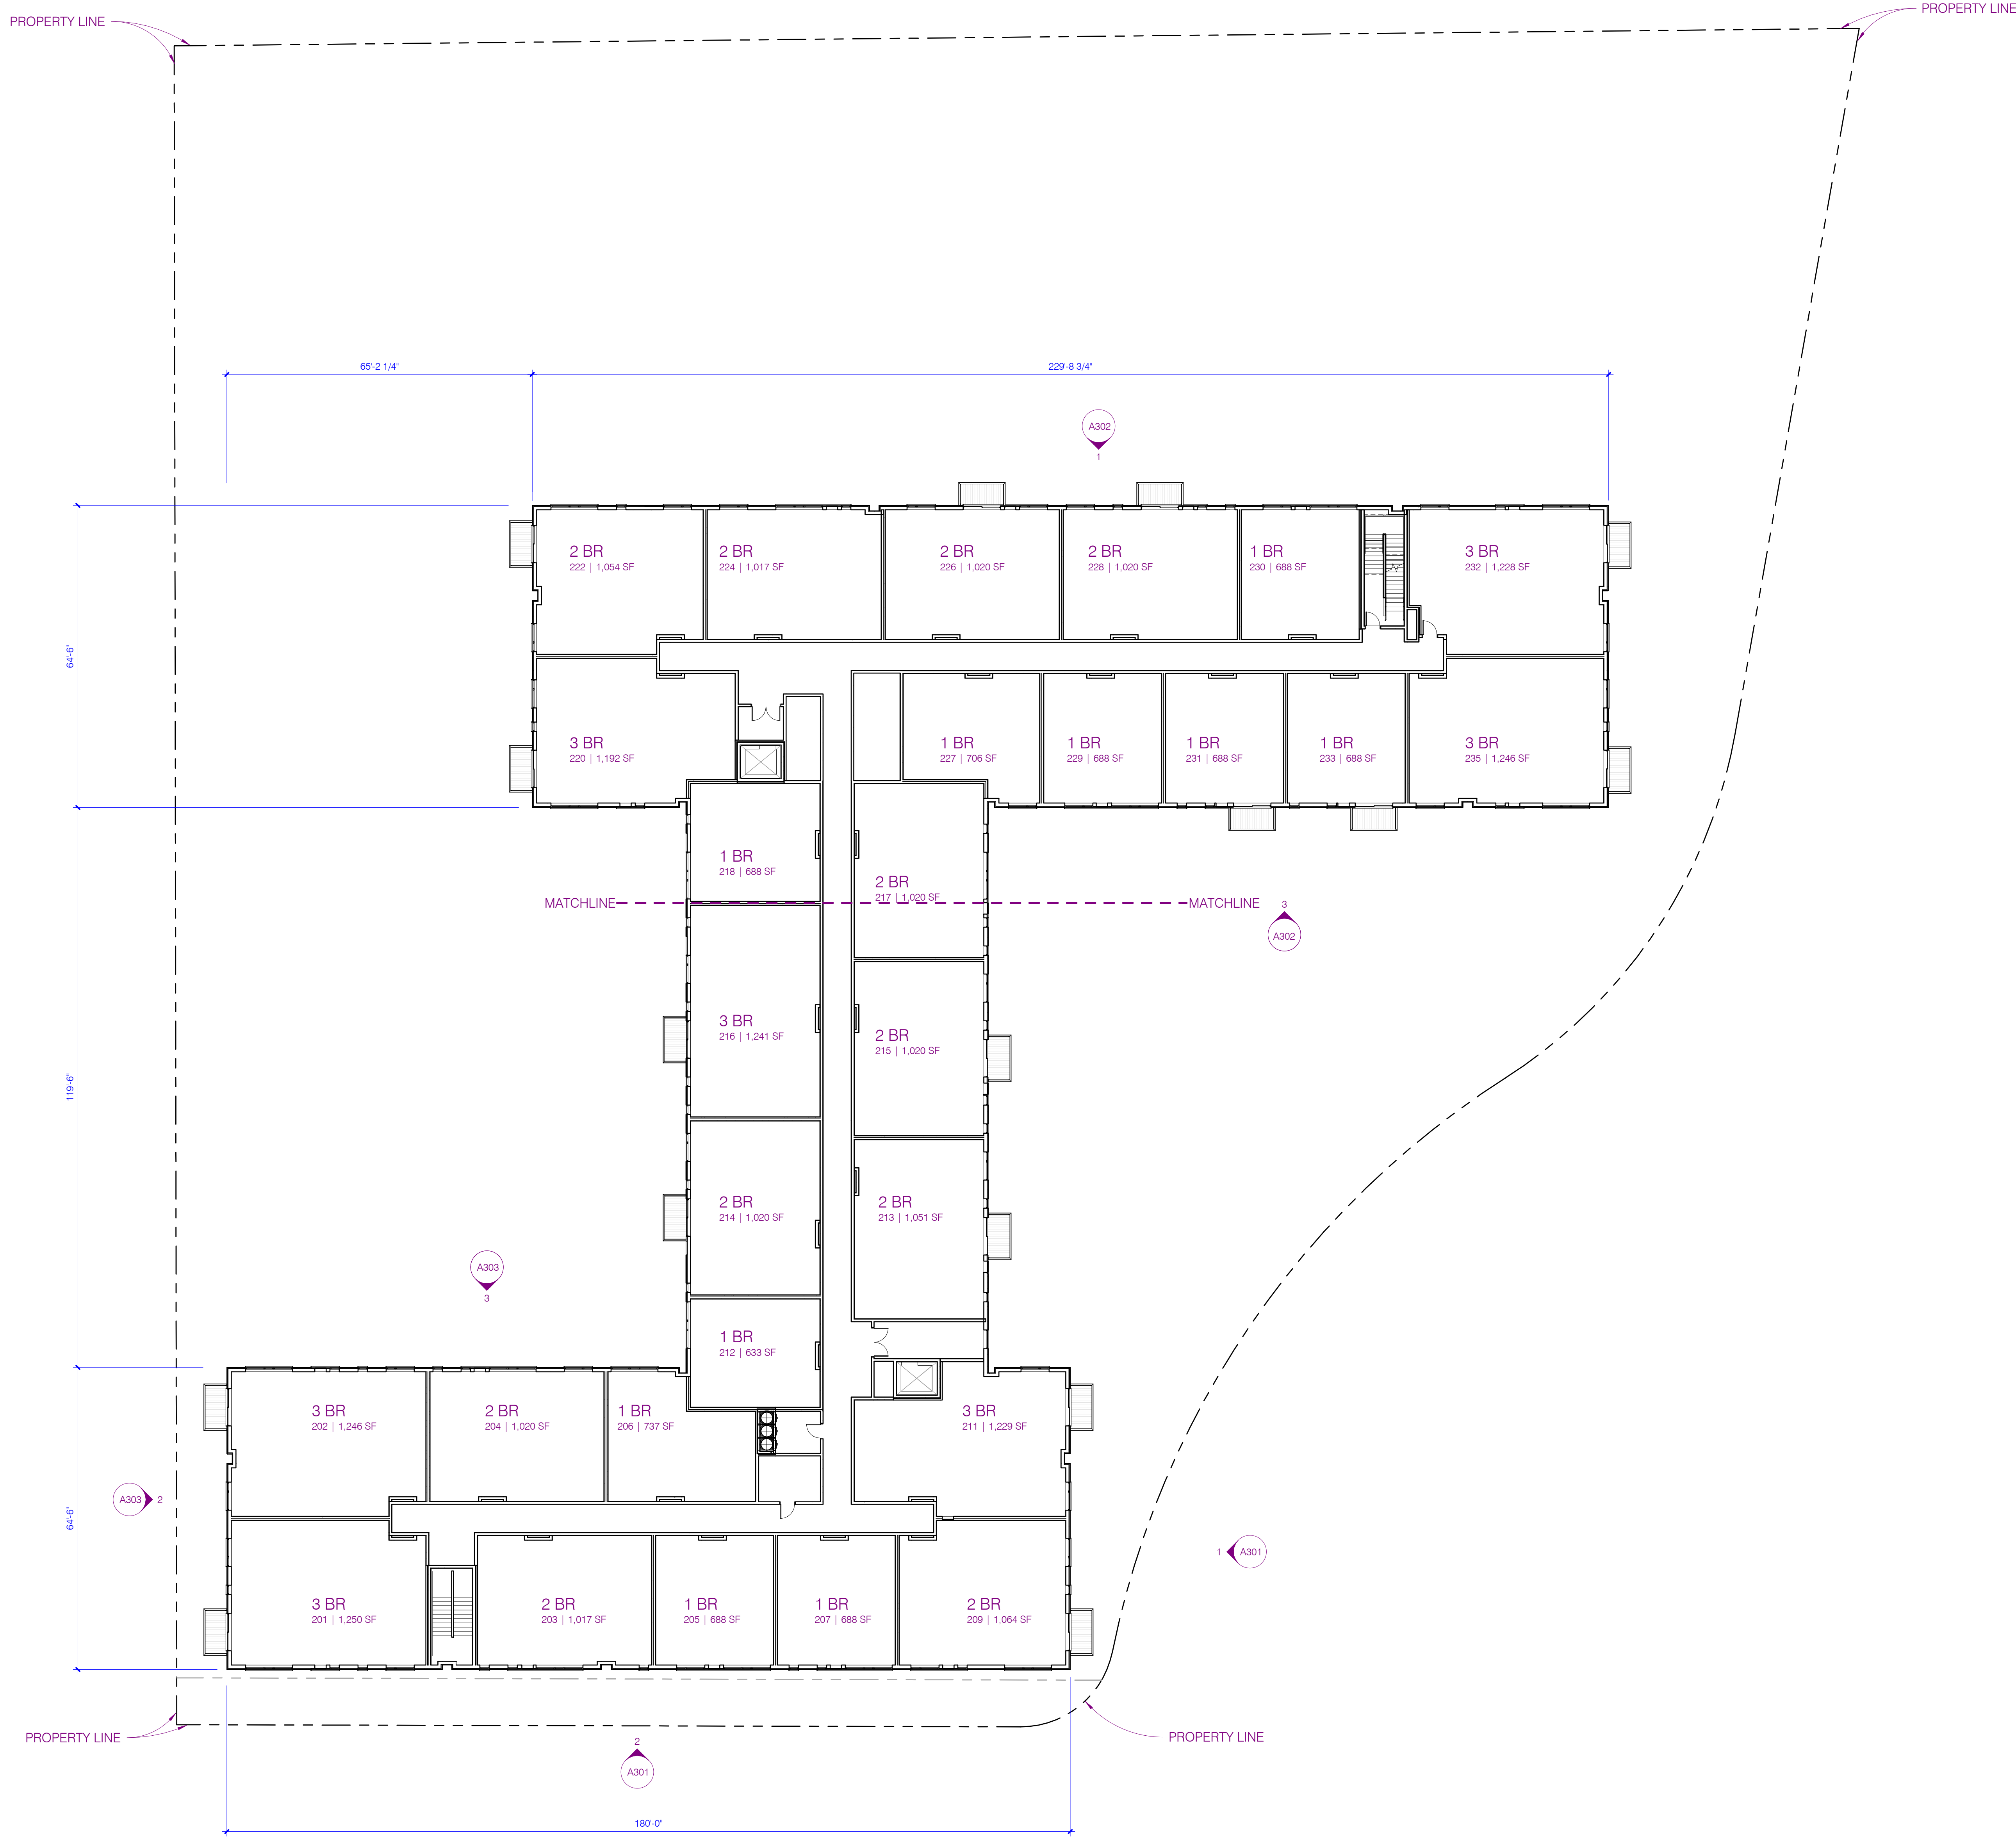 PROPERTY LINE
PROPERTY LINE
65'-2 1/4"
229'-8 3/4"
A302
1
2 BR
222 | 1,054 SF
2 BR
224 | 1,017 SF
2 BR
226 | 1,020 SF
2 BR
228 | 1,020 SF
1 BR
230 | 688 SF
3 BR
232 | 1,228 SF
64'-6"
3 BR
220 | 1,192 SF
1 BR
227 | 706 SF
1 BR
229 | 688 SF
1 BR
231 | 688 SF
1 BR
233 | 688 SF
3 BR
235 | 1,246 SF
1 BR
218 | 688 SF
2 BR
217 | 1,020 SF
MATCHLINE
MATCHLINE
3
A302
3 BR
216 | 1,241 SF
2 BR
215 | 1,020 SF
119'-6"
2 BR
214 | 1,020 SF
2 BR
213 | 1,051 SF
A303
3
1 BR
212 | 633 SF
3 BR
202 | 1,246 SF
2 BR
204 | 1,020 SF
1 BR
206 | 737 SF
3 BR
211 | 1,229 SF
A303
2
64'-6"
1
A301
3 BR
201 | 1,250 SF
2 BR
203 | 1,017 SF
1 BR
205 | 688 SF
1 BR
207 | 688 SF
2 BR
209 | 1,064 SF
PROPERTY LINE
PROPERTY LINE
2
A301
180'-0"